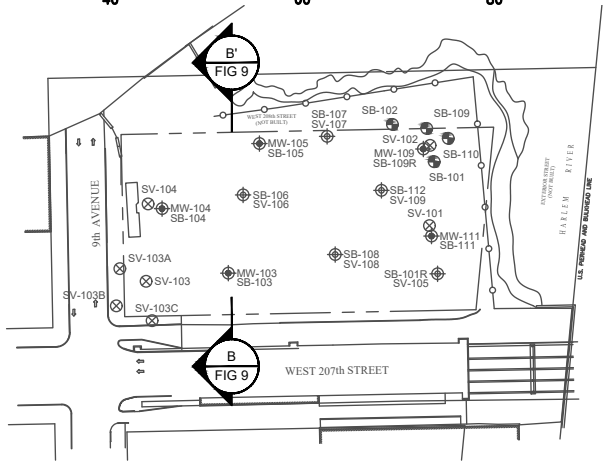 40
60
80
B'
FIG 9
WEST 206th STREET
(NOT BUILT)
SB-107
SV-107
SB-102
SB-109
MW-105
SB-105
SV-102
MW-109
SB-109R
SB-110
SB-101
9th AVENUE
SV-104
MW-104
SB-104
SB-106
SV-106
SB-112
SV-109
SV-101
MW-111
SB-111
EXTERIOR STREET
(NOT BUILT)
HARLEM RIVER
U.S. PIERHEAD AND BULKHEAD LINE
SV-103A
SV-103
MW-103
SB-103
SB-108
SV-108
SB-101R
SV-105
SV-103B
SV-103C
B
FIG 9
WEST 207th STREET